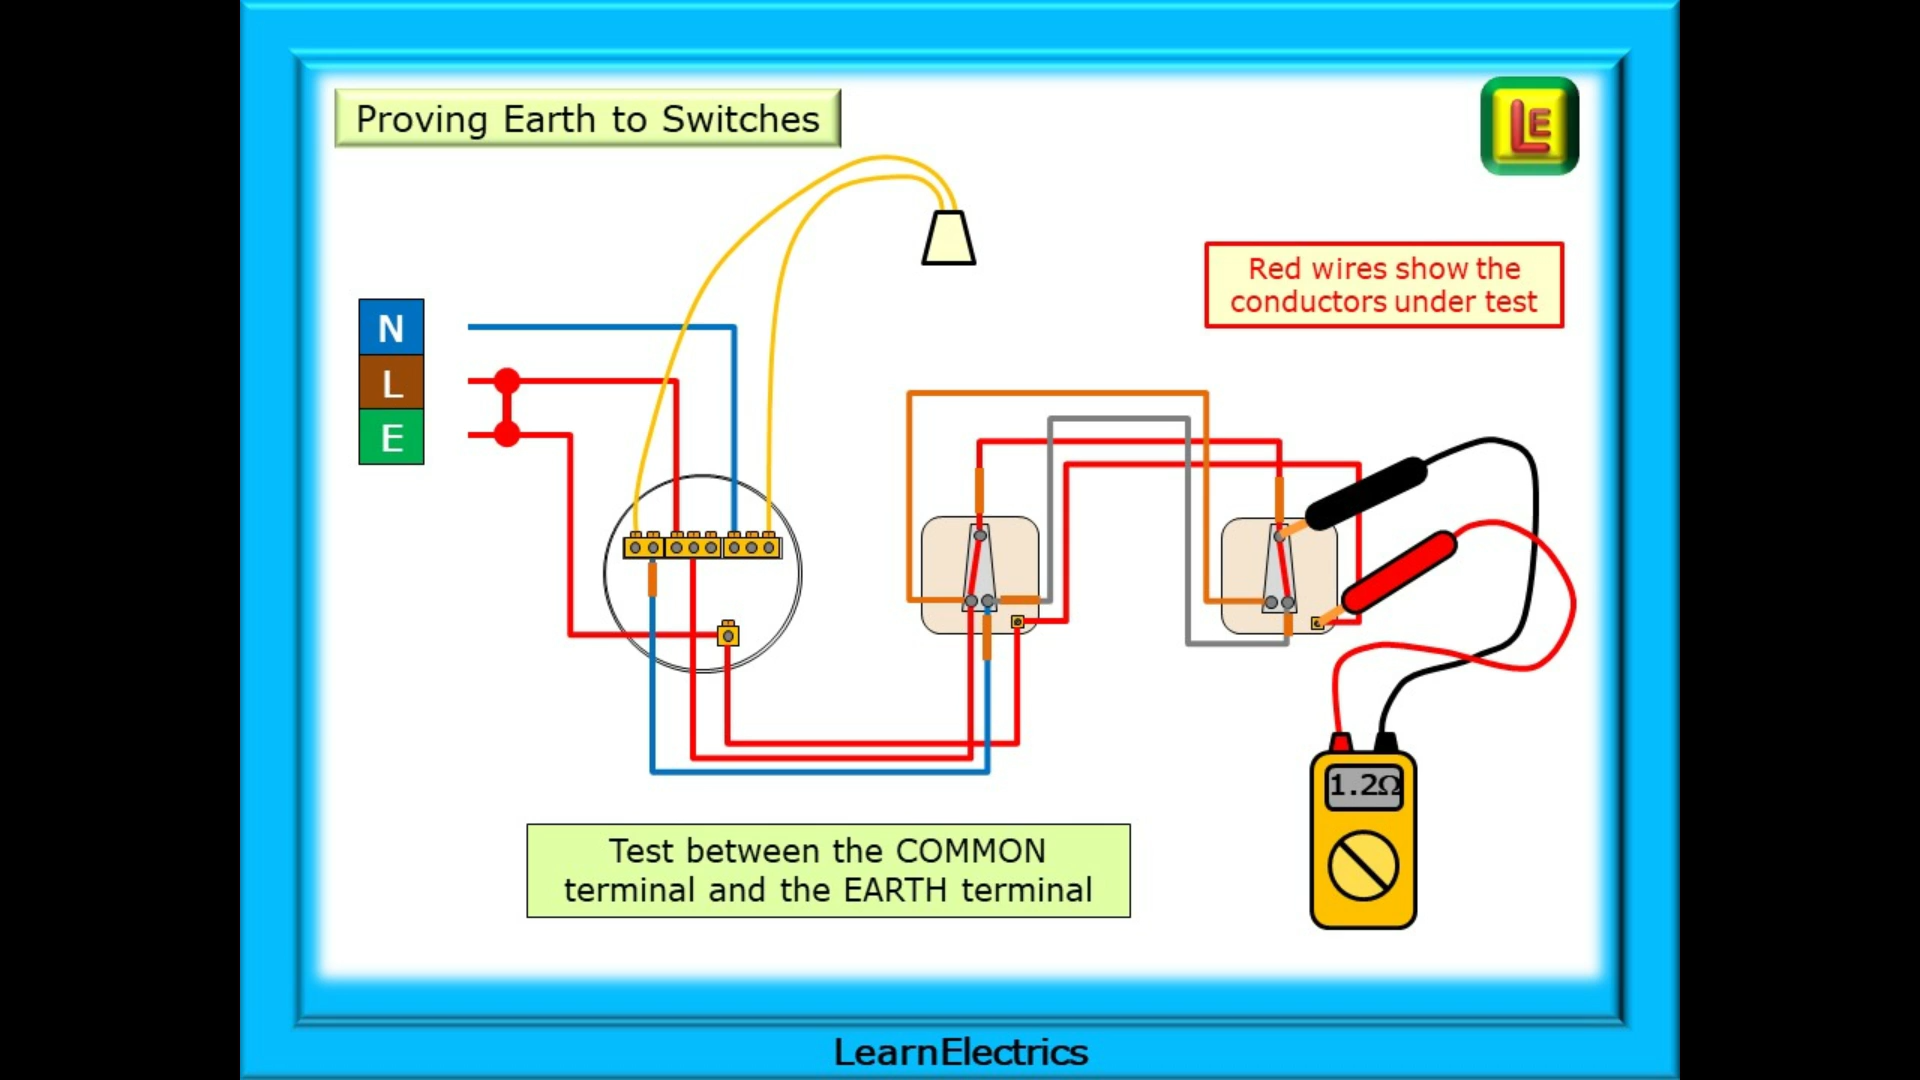 Proving Earth to Switches
LE
Red wires show the
conductors under test
N
L
E
1.2Ω
Test between the COMMON
terminal and the EARTH terminal
LearnElectrics